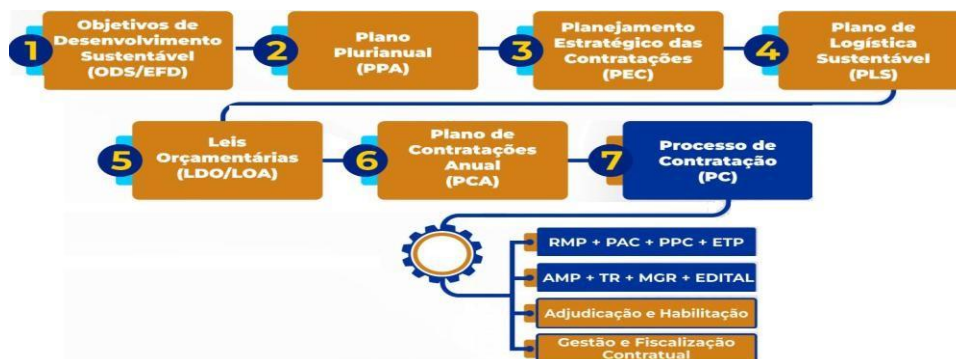 1
Objetivos de
Desenvolvimento
Sustentável
(ODS/EFD)
2
Plano
Plurianual
(PPA)
3
Planejamento
Estratégico das
Contratações
(PEC)
4
Plano de
Logística
Sustentável
(PLS)
5
Leis
Orçamentárias
(LDO/LOA)
6
Plano de
Contratações
Anual
(PCA)
7
Processo de
Contratação
(PC)
RMP + PAC + PPC + ETP
AMP + TR + MGR + EDITAL
Adjudicação e Habilitação
Gestão e Fiscalização
Contratual